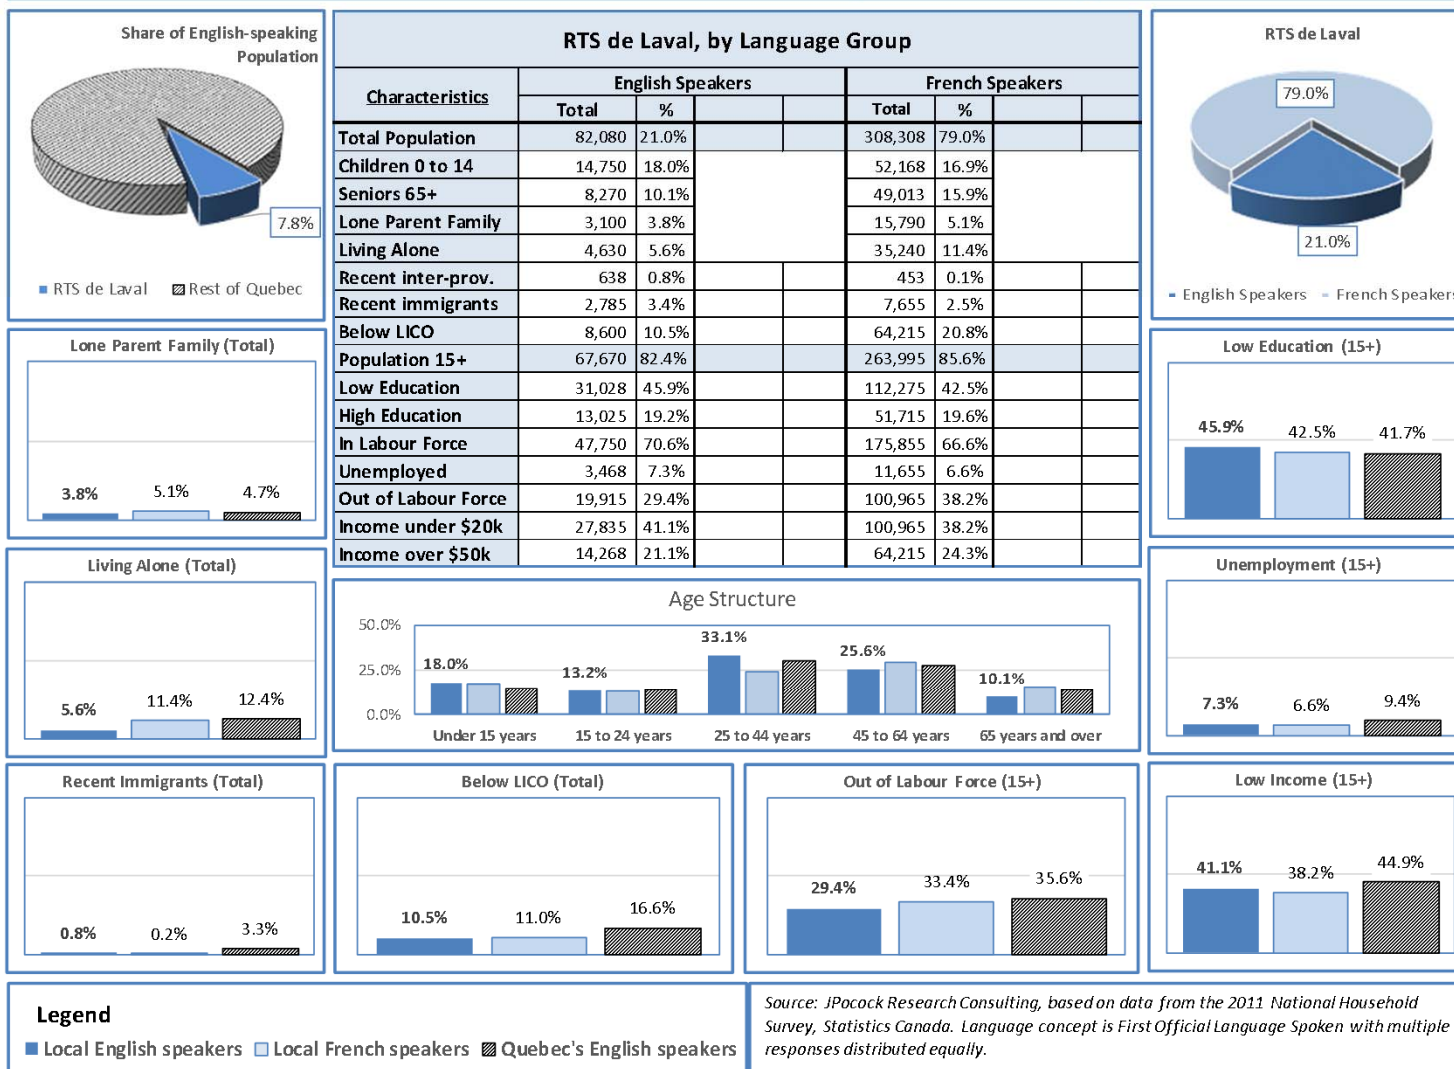 Share of English-speaking
Population
7.8%
RTS de Laval Rest of Quebec
RTS de Laval, by Language Group
Characteristics English Speakers French Speakers
Total % Total %
Total Population 82,080 21.0% 308,308 79.0%
Children 0 to 14 14,750 18.0% 52,168 16.9%
Seniors 65+ 8,270 10.1% 49,013 15.9%
Lone Parent Family 3,100 3.8% 15,790 5.1%
Living Alone 4,630 5.6% 35,240 11.4%
Recent inter-prov. 638 0.8% 453 0.1%
Recent immigrants 2,785 3.4% 7,655 2.5%
Below LICO 8,600 10.5% 64,215 20.8%
Population 15+ 67,670 82.4% 263,995 85.6%
Low Education 31,028 45.9% 112,275 42.5%
High Education 13,025 19.2% 51,715 19.6%
In Labour Force 47,750 70.6% 175,855 66.6%
Unemployed 3,468 7.3% 11,655 6.6%
Out of Labour Force 19,915 29.4% 100,965 38.2%
Income under $20k 27,835 41.1% 100,965 38.2%
Income over $50k 14,268 21.1% 64,215 24.3%
RTS de Laval
79.0%
21.0%
English Speakers French Speakers
Lone Parent Family (Total)
3.8% 5.1% 4.7%
Low Education (15+)
45.9% 42.5% 41.7%
Living Alone (Total)
5.6% 11.4% 12.4%
Age Structure
50.0%
25.0%
0.0%
18.0% 13.2% 33.1% 25.6% 10.1%
Under 15 years 15 to 24 years 25 to 44 years 45 to 64 years 65 years and over
Unemployment (15+)
7.3% 6.6% 9.4%
Recent Immigrants (Total)
0.8% 0.2% 3.3%
Below LICO (Total)
10.5% 11.0% 16.6%
Out of Labour Force (15+)
29.4% 33.4% 35.6%
Low Income (15+)
41.1% 38.2% 44.9%
Legend
Local English speakers Local French speakers Quebec's English speakers
Source: JPocock Research Consulting, based on data from the 2011 National Household
Survey, Statistics Canada. Language concept is First Official Language Spoken with multiple
responses distributed equally.